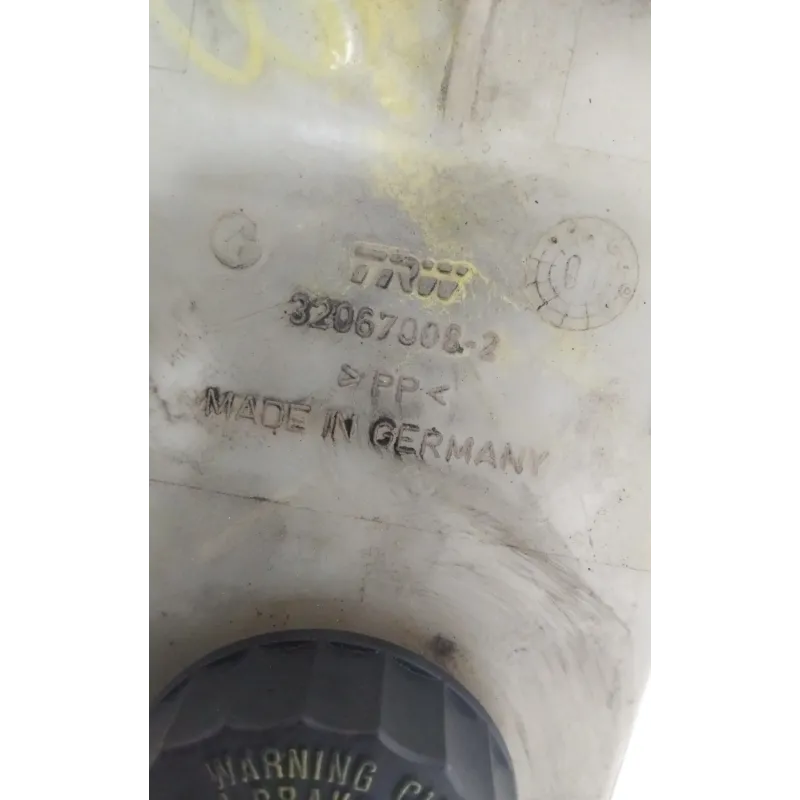 TRW
32067008-2
>PP<
MADE IN GERMANY
WARNING